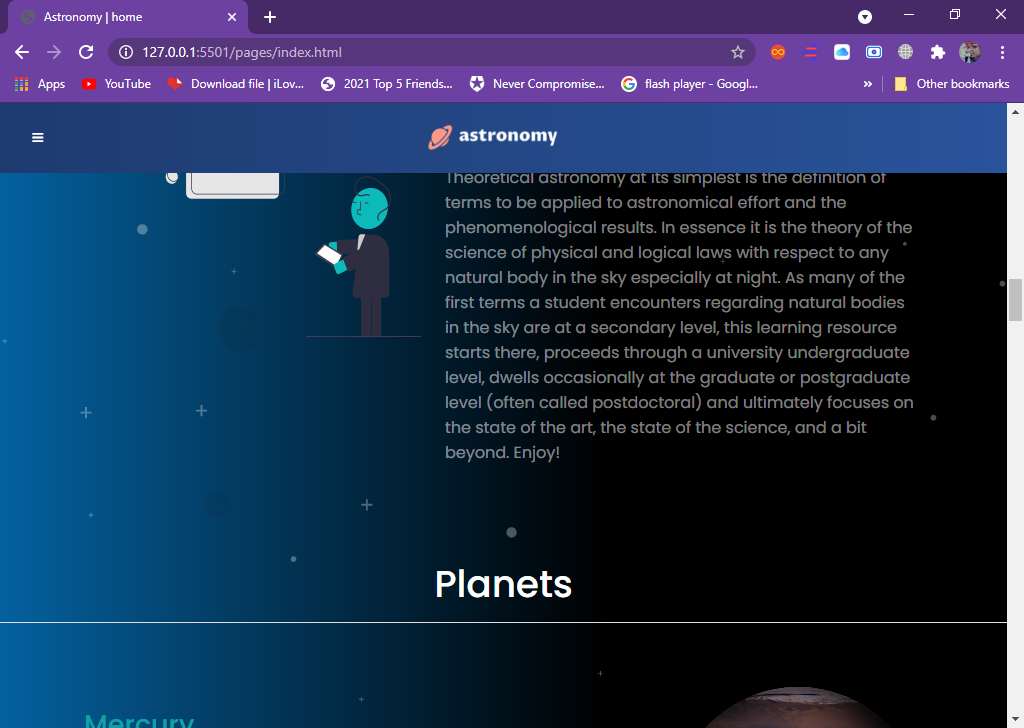 Astronomy | home
127.0.0.1:5501/pages/index.html
Apps
YouTube
Download file | iLov...
2021 Top 5 Friends...
Never Compromise...
flash player - Googl...
»
Other bookmarks
astronomy
Theoretical astronomy at its simplest is the definition of
terms to be applied to astronomical effort and the
phenomenological results. In essence it is the theory of the
science of physical and logical laws with respect to any
natural body in the sky especially at night. As many of the
first terms a student encounters regarding natural bodies
in the sky are at a secondary level, this learning resource
starts there, proceeds through a university undergraduate
level, dwells occasionally at the graduate or postgraduate
level (often called postdoctoral) and ultimately focuses on
the state of the art, the state of the science, and a bit
beyond. Enjoy!
Planets
Mercury